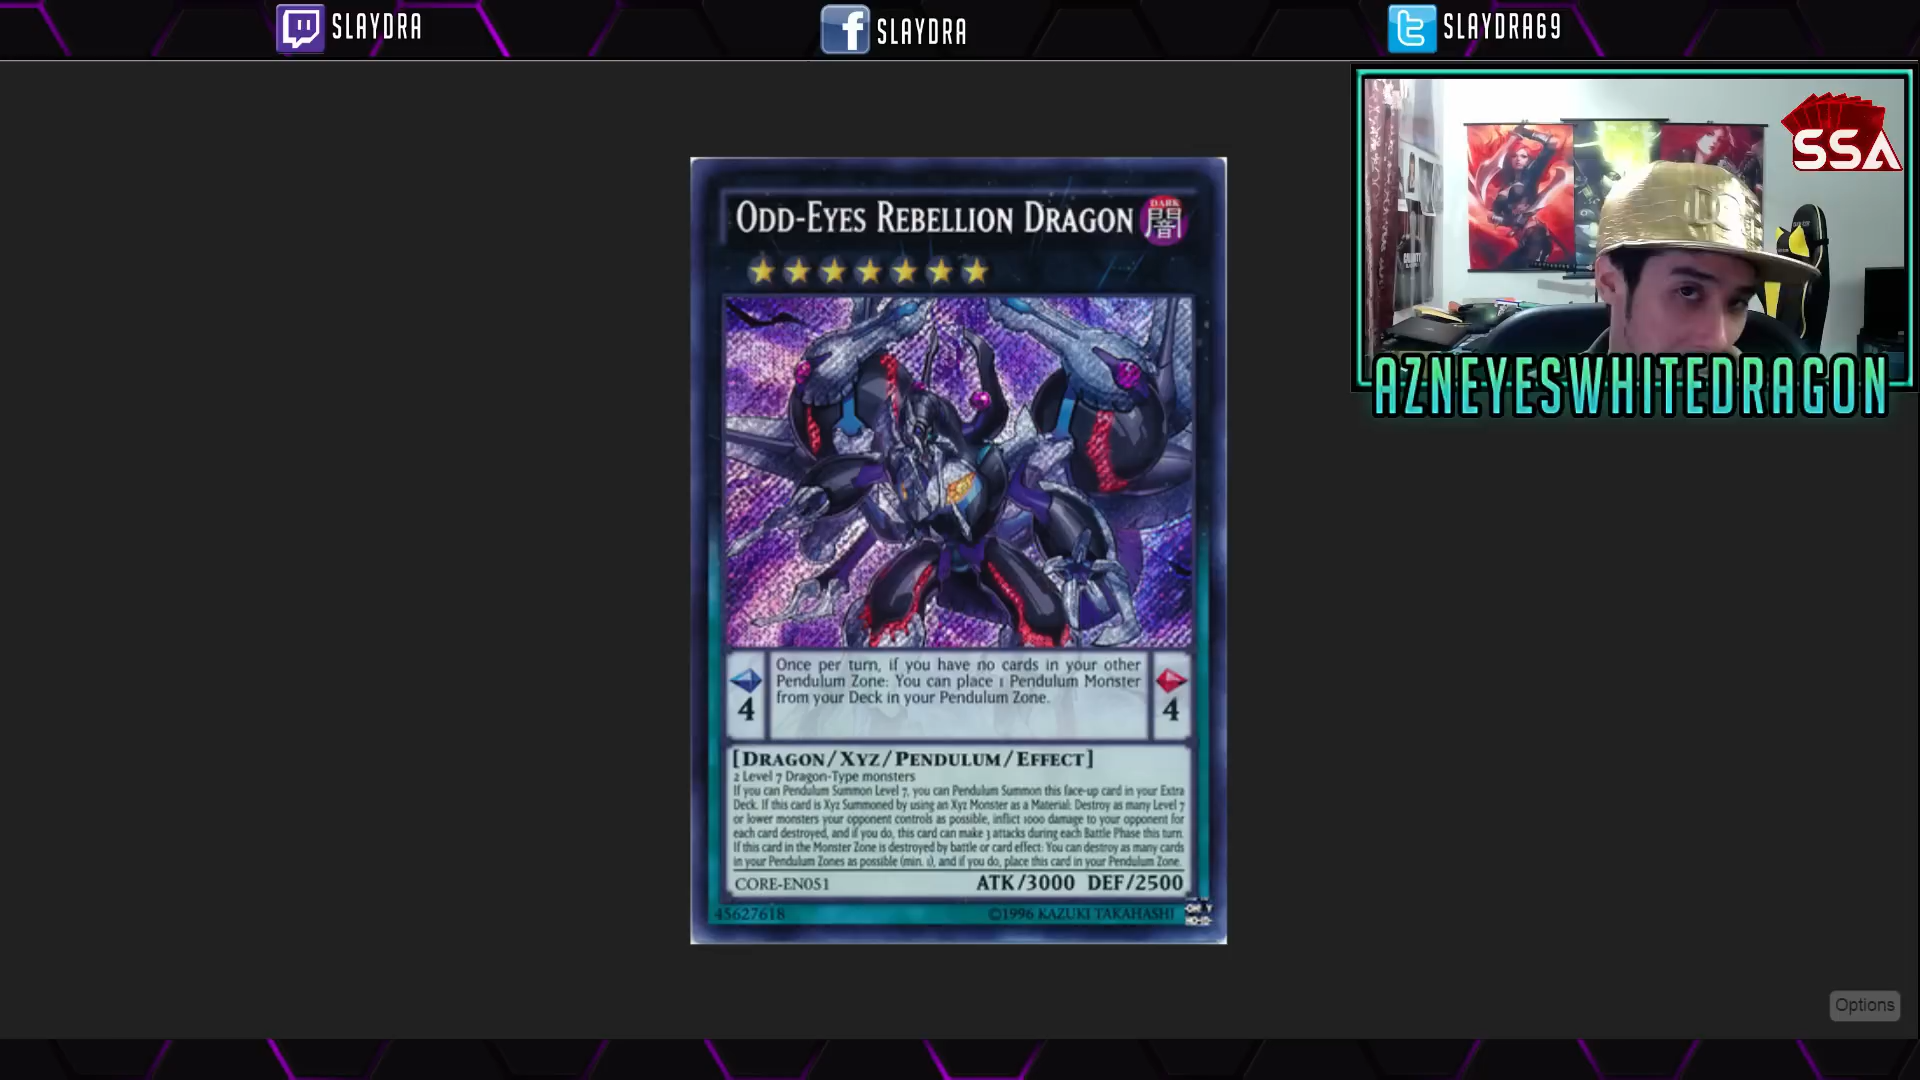 SLAYDRA
SLAYDRA
SLAYDRA69
SSA
AZNEYESWHITEDRAGON
ODD-EYES REBELLION DRAGON
DARK
闇
Once per turn, if you have no cards in your other
Pendulum Zone: You can place 1 Pendulum Monster
from your Deck in your Pendulum Zone.
4
4
[DRAGON/XYZ/PENDULUM/EFFECT]
2 Level 7 Dragon-Type monsters
If you can Pendulum Summon Level 7, you can Pendulum Summon this face-up card in your Extra
Deck. If this card is Xyz Summoned by using an Xyz Monster as a Material: Destroy as many Level 7
or lower monsters your opponent controls as possible, inflict 1000 damage to your opponent for
each card destroyed, and if you do, this card can make 3 attacks during each Battle Phase this turn.
If this card in the Monster Zone is destroyed by battle or card effect: You can destroy as many cards
in your Pendulum Zones as possible (min. 1), and if you do, place this card in your Pendulum Zone.
CORE-EN051
ATK/3000 DEF/2500
45627618
©1996 KAZUKI TAKAHASHI
Options